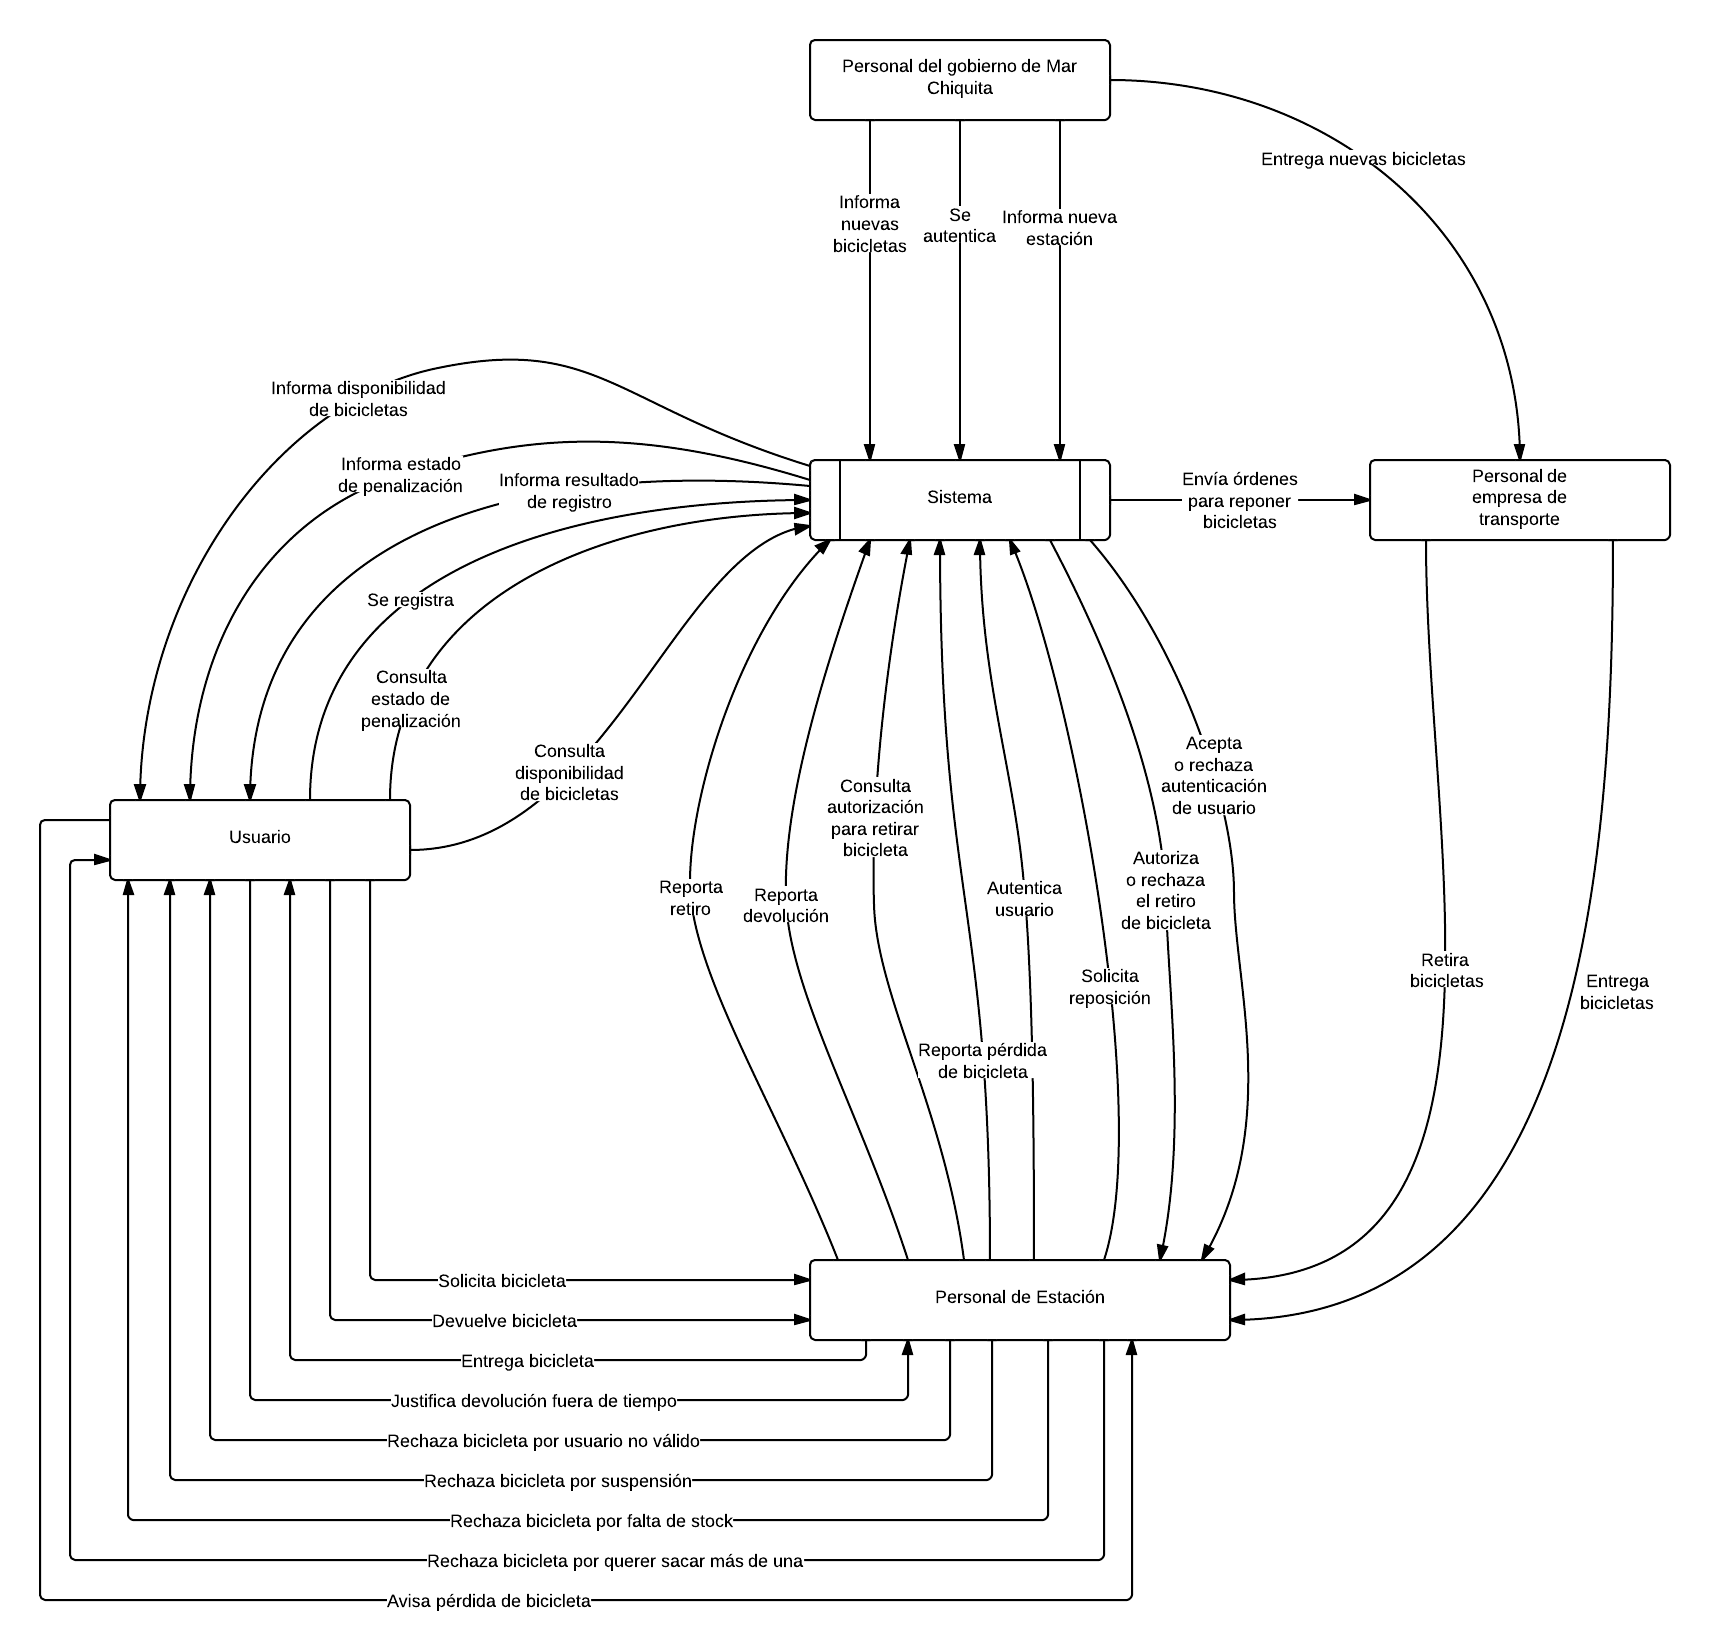 Personal del gobierno de Mar
Chiquita
Entrega nuevas bicicletas
Informa
nuevas
bicicletas
Se
autentica
Informa nueva
estación
Informa disponibilidad
de bicicletas
Informa estado
de penalización
Informa resultado
de registro
Sistema
Envía órdenes
para reponer
bicicletas
Personal de
empresa de
transporte
Se registra
Consulta
estado de
penalización
Consulta
disponibilidad
de bicicletas
Usuario
Consulta
autorización
para retirar
bicicleta
Acepta
o rechaza
autenticación
de usuario
Autoriza
o rechaza
el retiro
de bicicleta
Reporta
retiro
Reporta
devolución
Autentica
usuario
Solicita
reposición
Retira
bicicletas
Entrega
bicicletas
Reporta pérdida
de bicicleta
Solicita bicicleta
Personal de Estación
Devuelve bicicleta
Entrega bicicleta
Justifica devolución fuera de tiempo
Rechaza bicicleta por usuario no válido
Rechaza bicicleta por suspensión
Rechaza bicicleta por falta de stock
Rechaza bicicleta por querer sacar más de una
Avisa pérdida de bicicleta